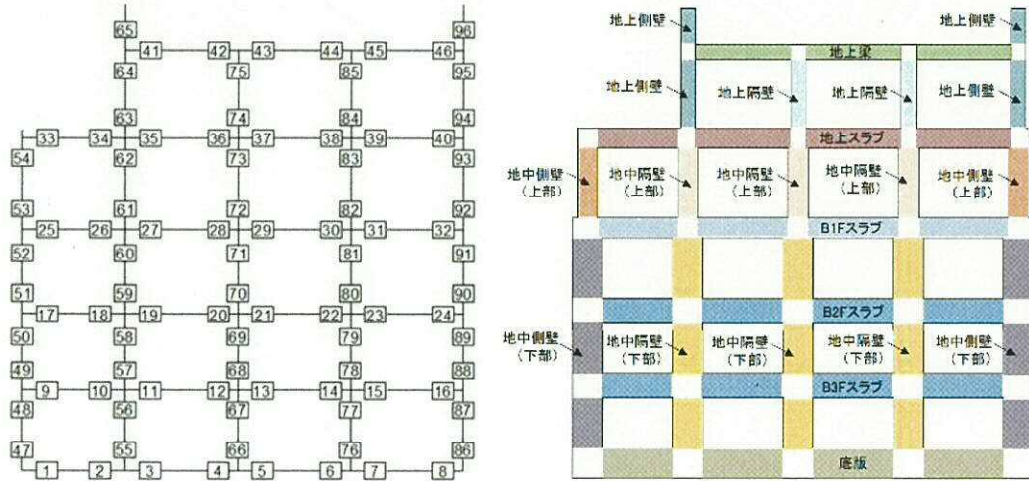 65 96
41 42 43 44 45 46
64 75 85 95
63 74 84 94
33 34 35 36 37 38 39 40
54 62 73 83 93
53 61 72 82 92
25 26 27 28 29 30 31 32
52 60 71 81 91
51 59 70 80 90
17 18 19 20 21 22 23 24
50 58 69 79 89
49 57 68 78 88
9 10 11 12 13 14 15 16
48 56 67 77 87
47 55 66 76 86
1 2 3 4 5 6 7 8
地上側壁 地上側壁
地上梁
地上側壁 地上隔壁 地上隔壁 地上側壁
地上スラブ
地中側壁 地中隔壁 地中隔壁 地中隔壁 地中側壁
(上部) (上部) (上部) (上部) (上部)
B1Fスラブ
B2Fスラブ
地中側壁 地中隔壁 地中隔壁 地中隔壁 地中側壁
(下部) (下部) (下部) (下部) (下部)
B3Fスラブ
底版